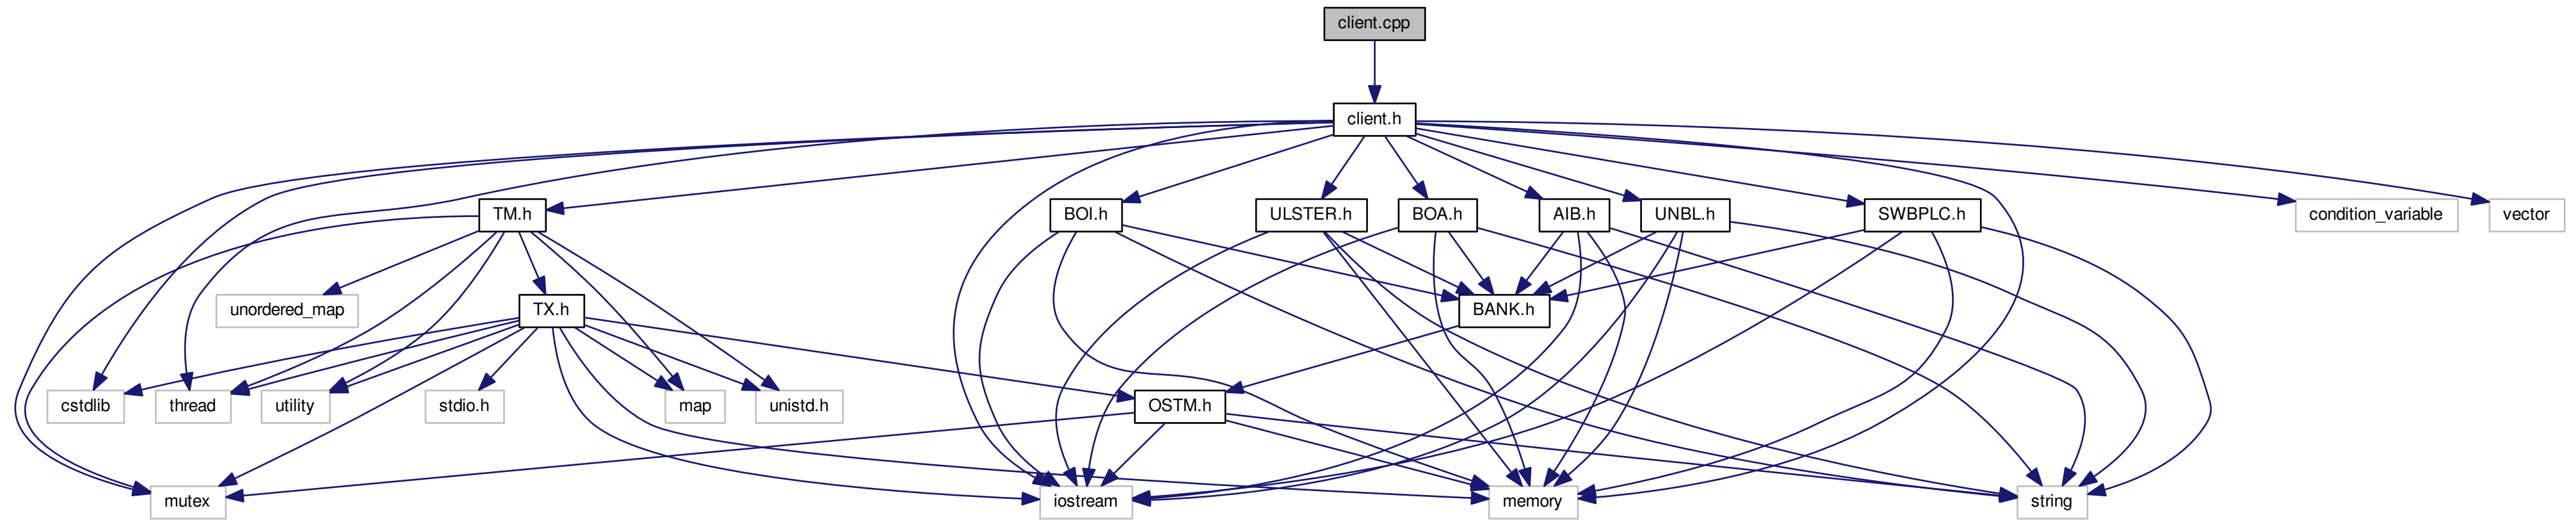 client.cpp
client.h
TM.h
BOI.h
ULSTER.h
BOA.h
AIB.h
UNBL.h
SWBPLC.h
condition_variable
vector
unordered_map
TX.h
BANK.h
cstdlib
thread
utility
stdio.h
map
unistd.h
OSTM.h
mutex
iostream
memory
string